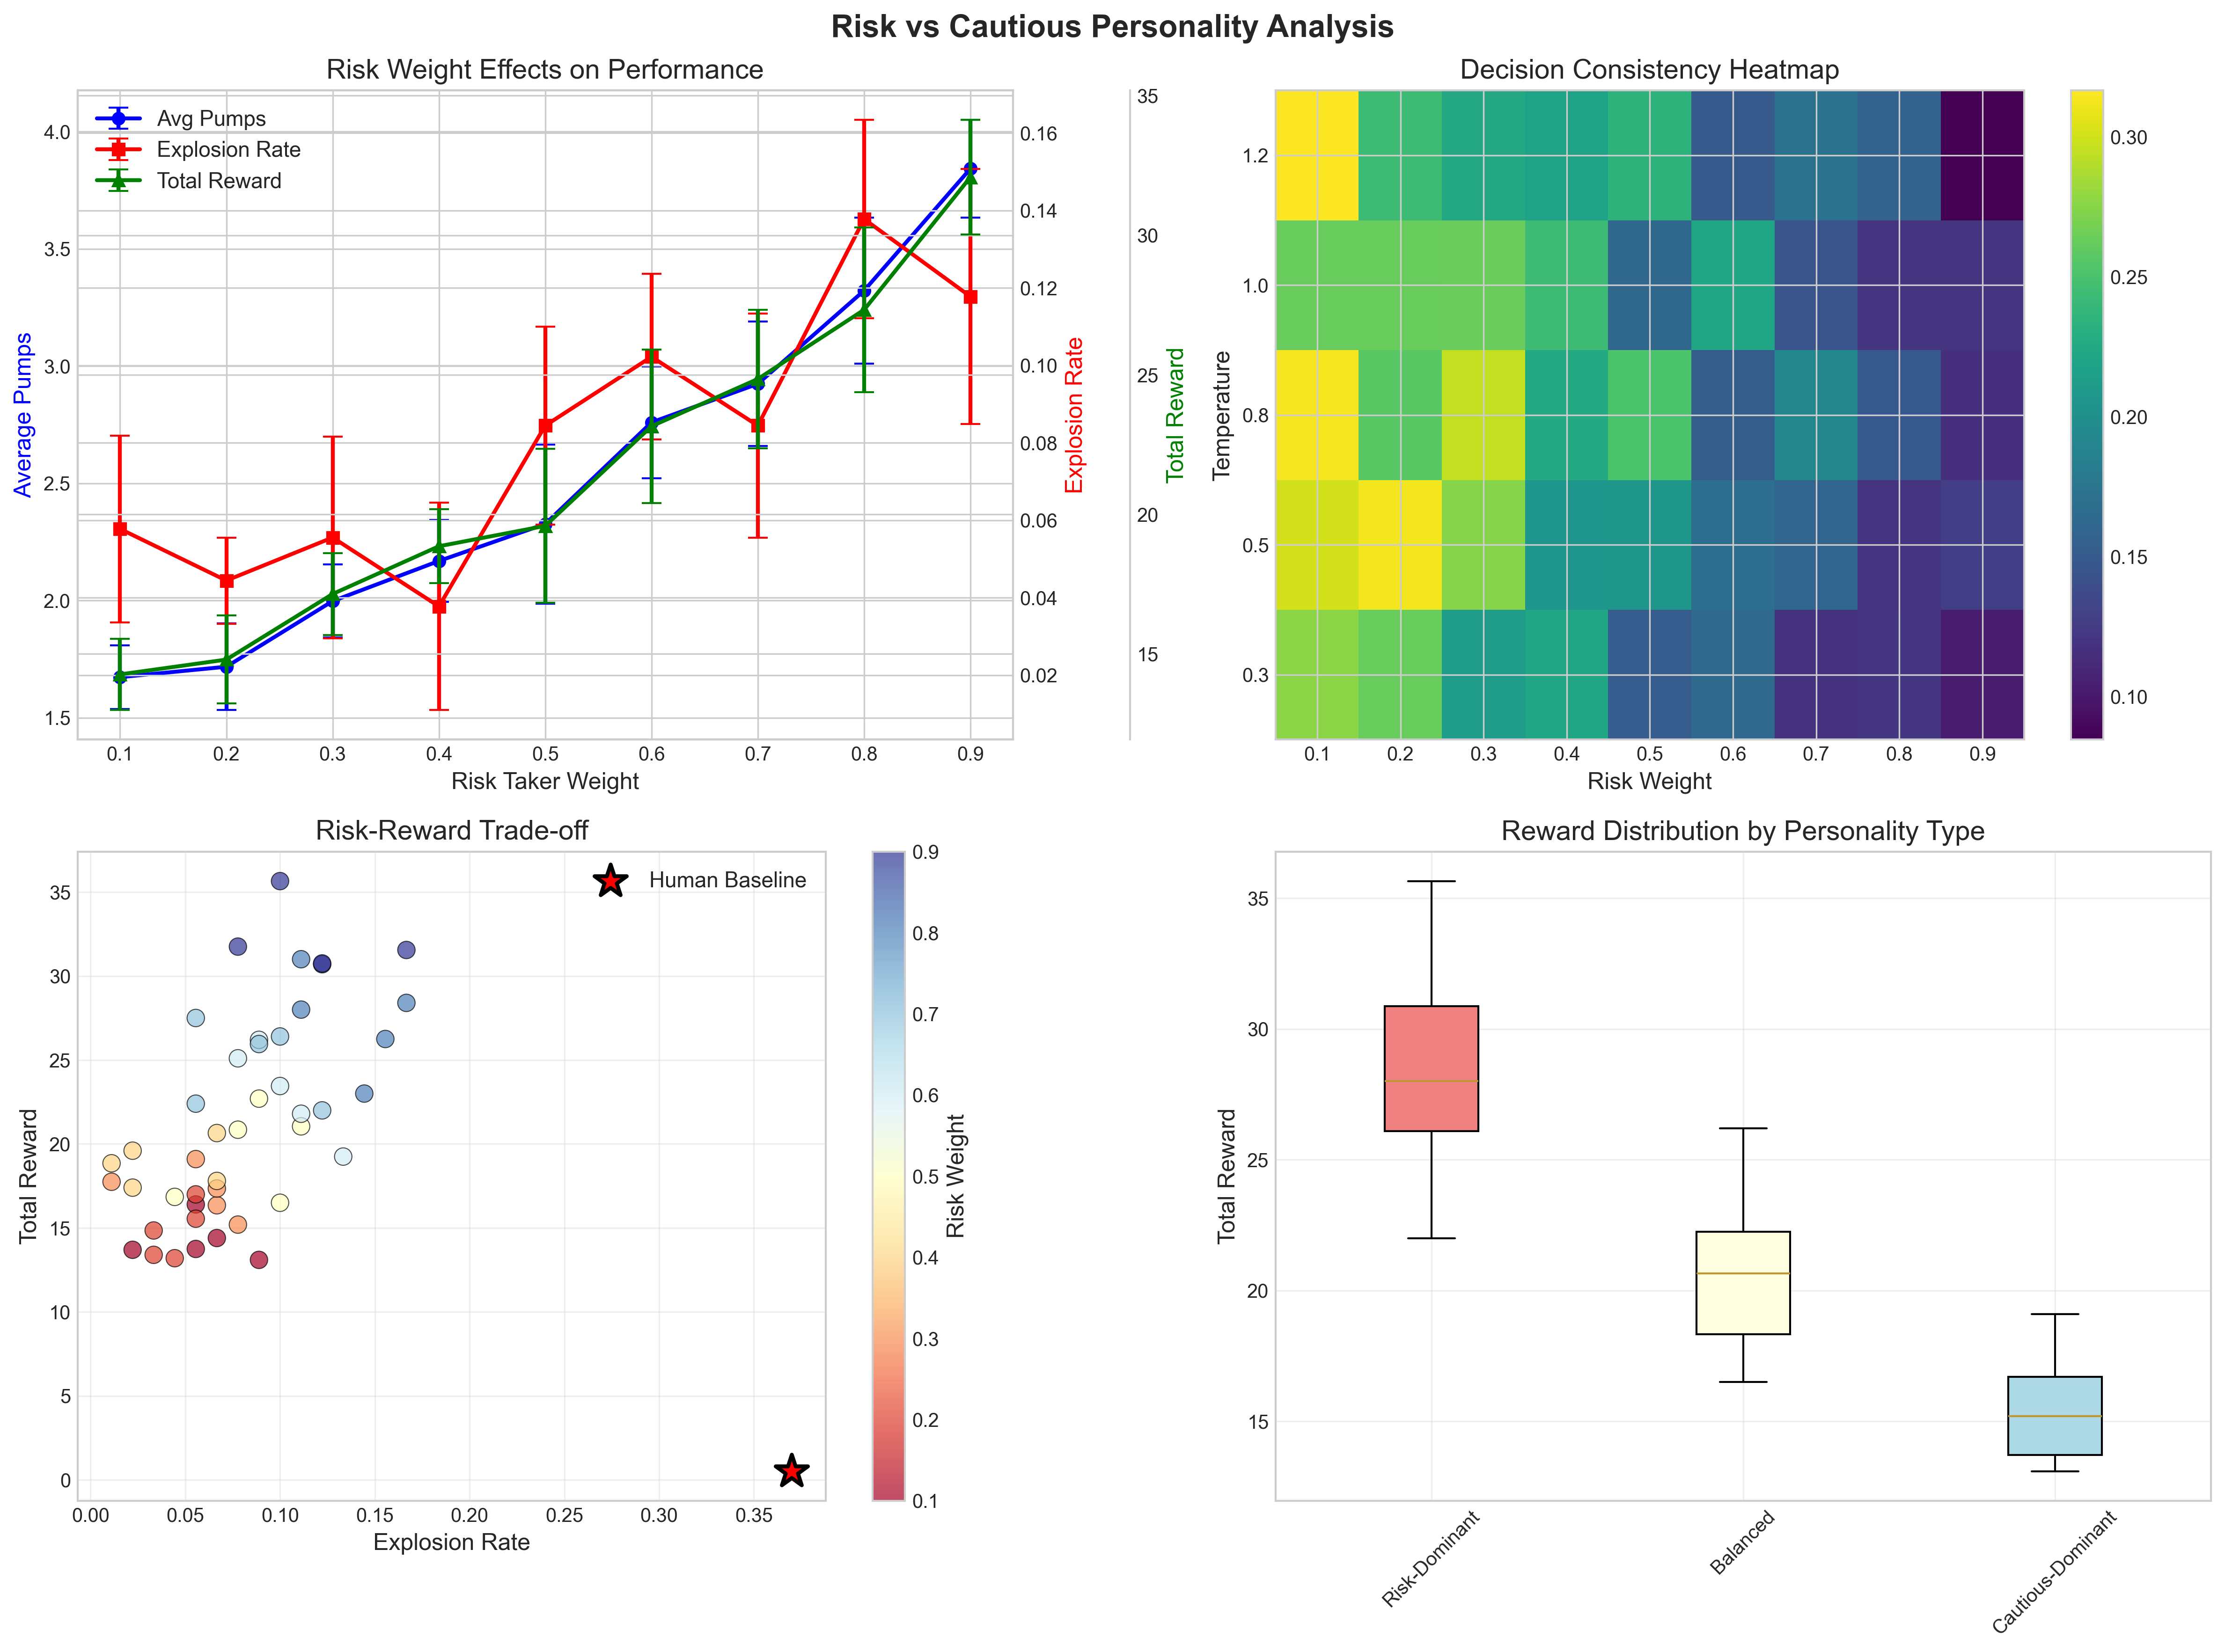 Risk vs Cautious Personality Analysis
Risk Weight Effects on Performance
Avg Pumps
Explosion Rate
Total Reward
4.0
3.5
3.0
2.5
2.0
1.5
Average Pumps
0.16
0.14
0.12
0.10
0.08
0.06
0.04
0.02
Explosion Rate
35
30
25
20
15
Total Reward
0.1 0.2 0.3 0.4 0.5 0.6 0.7 0.8 0.9
Risk Taker Weight
Decision Consistency Heatmap
1.2
1.0
0.8
0.5
0.3
Temperature
0.1 0.2 0.3 0.4 0.5 0.6 0.7 0.8 0.9
Risk Weight
0.30
0.25
0.20
0.15
0.10
Risk-Reward Trade-off
Human Baseline
35
30
25
20
15
10
5
0
Total Reward
0.00 0.05 0.10 0.15 0.20 0.25 0.30 0.35
Explosion Rate
0.9
0.8
0.7
0.6
0.5
0.4
0.3
0.2
0.1
Risk Weight
Reward Distribution by Personality Type
35
30
25
20
15
Total Reward
Risk-Dominant
Balanced
Cautious-Dominant